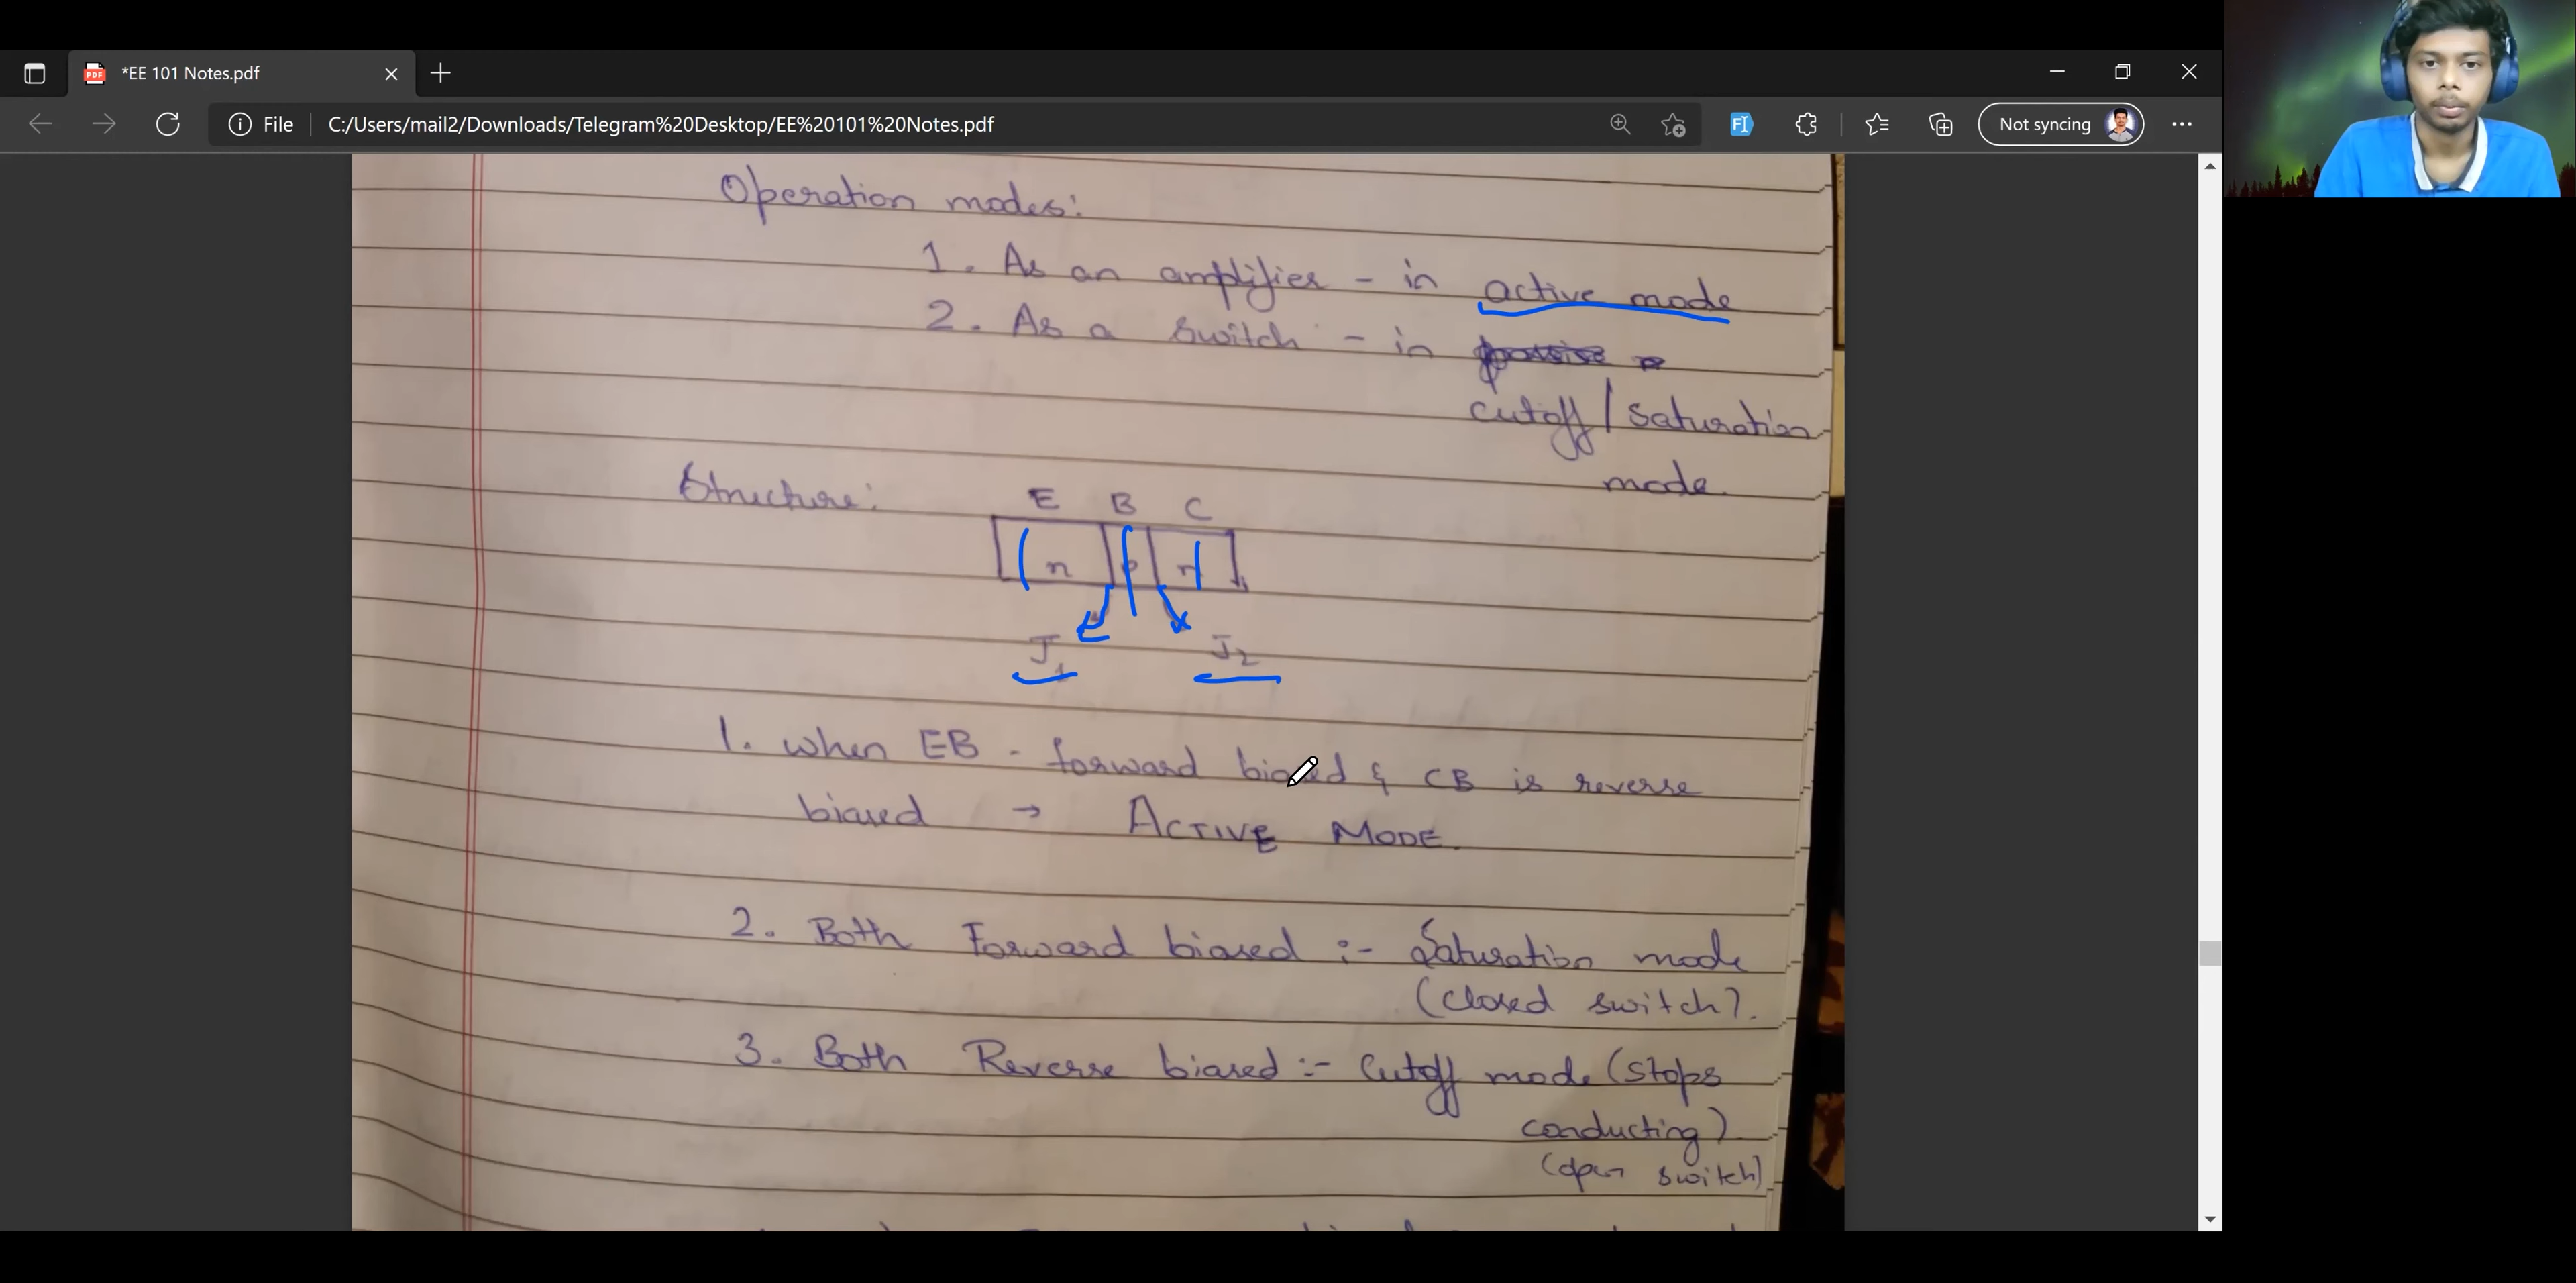 *EE 101 Notes.pdf
File
C:/Users/mail2/Downloads/Telegram%20Desktop/EE%20101%20Notes.pdf
Not syncing
Operation modes:
1. As an amplifier - in active mode
2. As a switch - in
cutoff/saturation
mode.
Structure:
E B C
n p n
J1 J2
1. when EB - forward biased & CB is reverse
biased → ACTIVE MODE.
2. Both Forward biased :- Saturation mode
(closed switch).
3. Both Reverse biased :- Cutoff mode (stops
conducting)
(open switch)